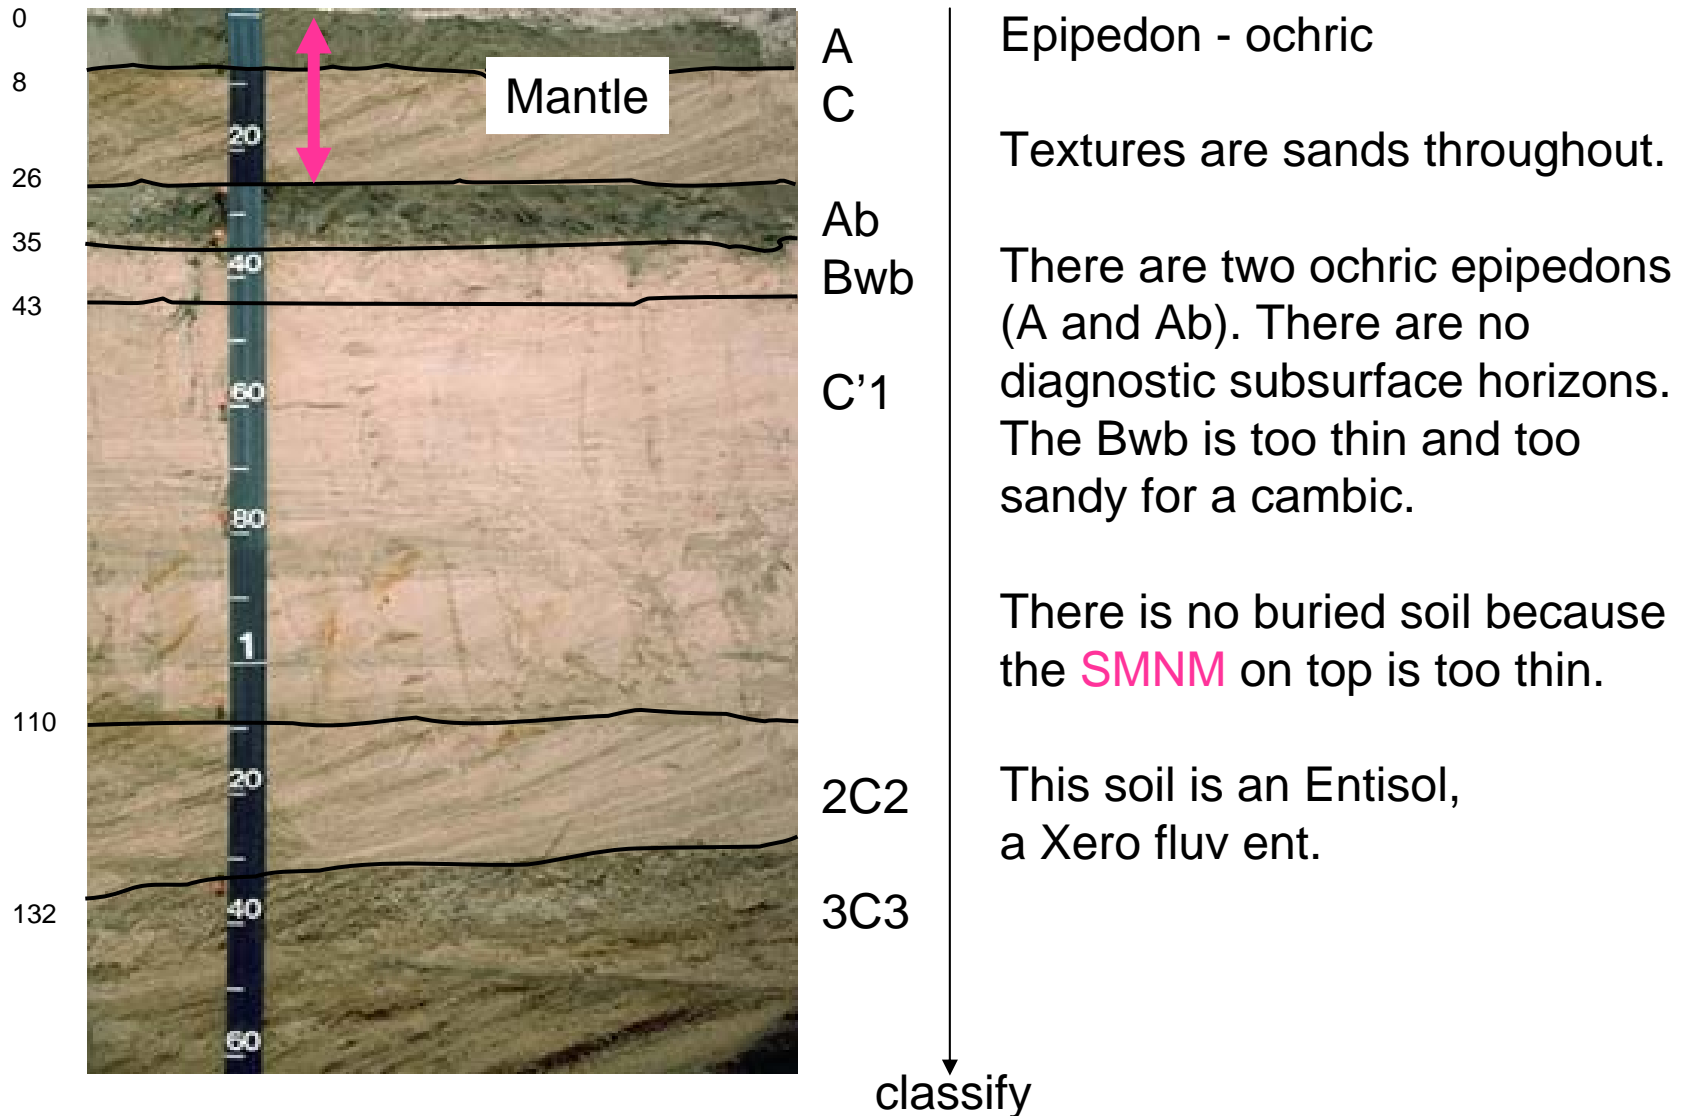 0
8
26
35
43
110
132
Mantle
20
40
60
80
1
20
40
60
A
C
Ab
Bwb
C’1
2C2
3C3
Epipedon - ochric
Textures are sands throughout.
There are two ochric epipedons
(A and Ab). There are no
diagnostic subsurface horizons.
The Bwb is too thin and too
sandy for a cambic.
There is no buried soil because
the SMNM on top is too thin.
This soil is an Entisol,
a Xero fluv ent.
classify